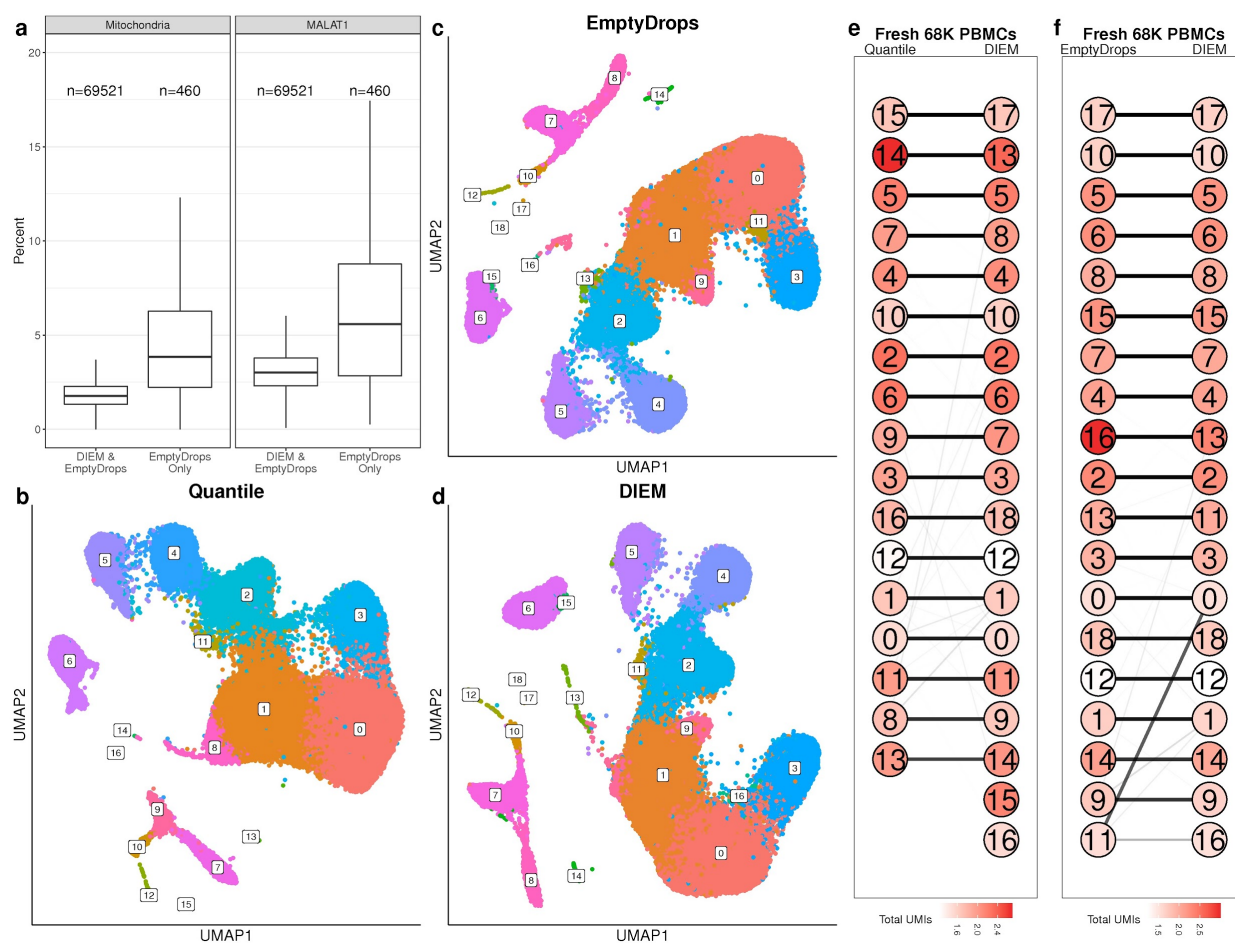 a
Mitochondria
MALAT1
20
15
10
5
0
Percent
n=69521
n=460
n=69521
n=460
DIEM &
EmptyDrops
EmptyDrops
Only
DIEM &
EmptyDrops
EmptyDrops
Only
b
Quantile
5
4
2
3
11
6
1
0
14
8
16
9
13
10
7
12
15
UMAP2
UMAP1
c
EmptyDrops
8
14
7
10
0
12
17
11
18
1
16
15
13
9
3
6
2
5
4
UMAP2
UMAP1
d
DIEM
5
4
6
15
11
2
18
12
17
13
10
9
1
3
7
16
0
8
14
UMAP2
UMAP1
e
Fresh 68K PBMCs
Quantile DIEM
15 17
14 13
5 5
7 8
4 4
10 10
2 2
6 6
9 7
3 3
16 18
12 12
1 1
0 0
11 11
8 9
13 14
15
16
Total UMIs
1.6
2.0
2.4
f
Fresh 68K PBMCs
EmptyDrops DIEM
17 17
10 10
5 5
6 6
8 8
15 15
7 7
4 4
16 13
2 2
13 11
3 3
0 0
18 18
12 12
1 1
14 14
9 9
11 16
Total UMIs
1.5
2.0
2.5